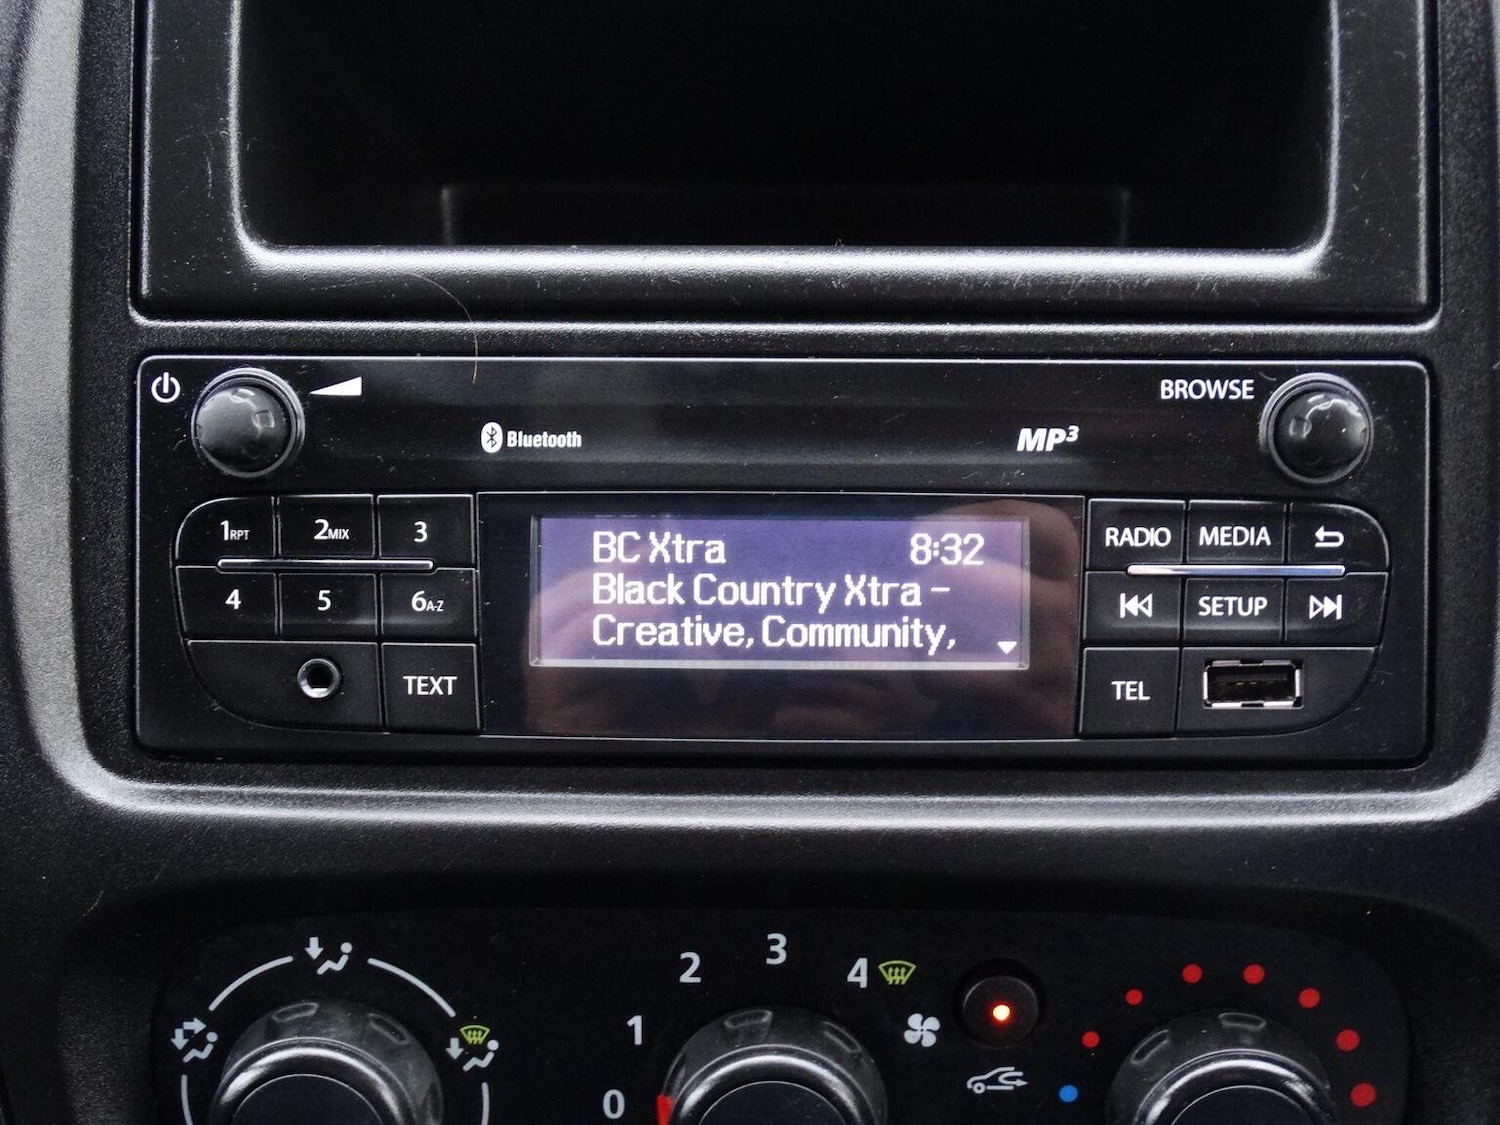 BROWSE
Bluetooth
MP3
1RPT 2MIX 3
4 5 6A-Z
TEXT
BC Xtra 8:32
Black Country Xtra –
Creative, Community,
RADIO MEDIA
SETUP
TEL
0 1 2 3 4